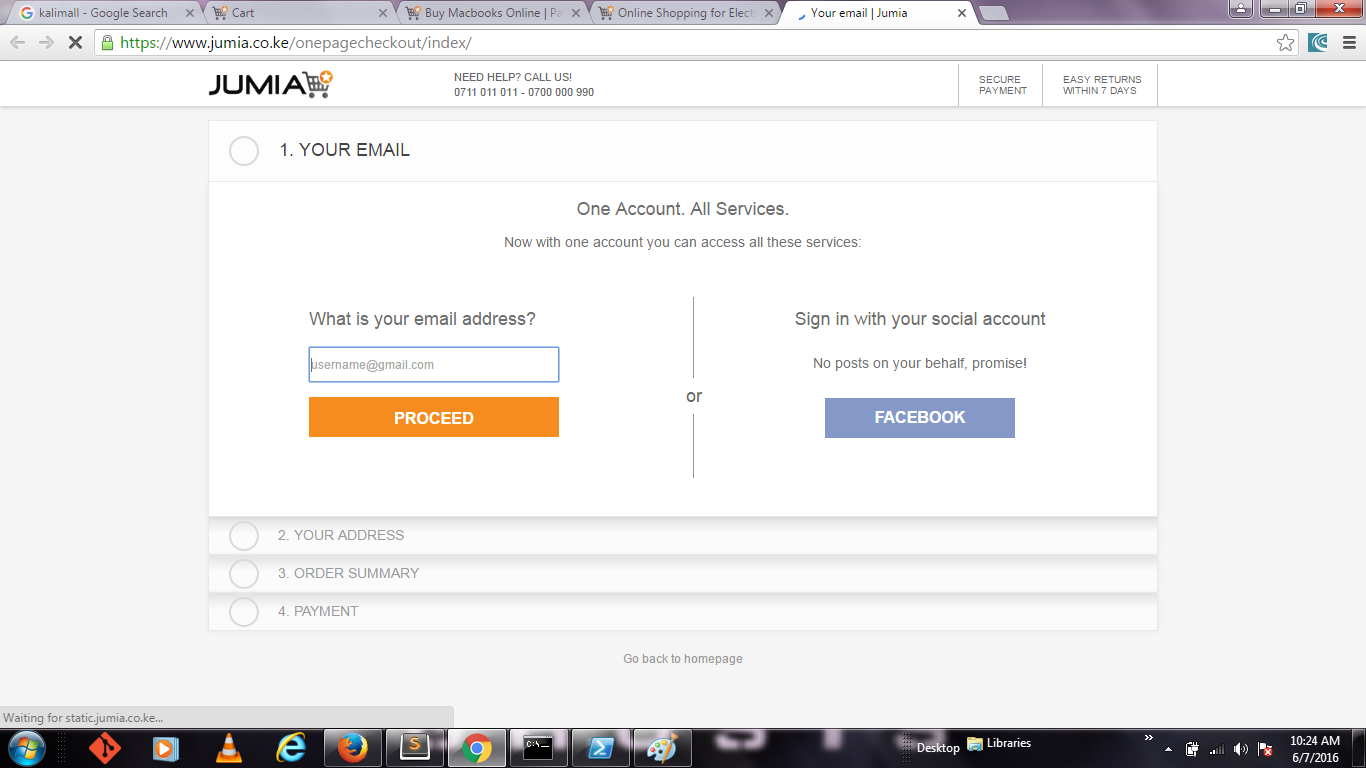 kalimall - Google Search
Cart
Buy Macbooks Online | Pa
Online Shopping for Elect
Your email | Jumia
https://www.jumia.co.ke/onepagecheckout/index/
JUMIA
NEED HELP? CALL US!
0711 011 011 - 0700 000 990
SECURE
PAYMENT
EASY RETURNS
WITHIN 7 DAYS
1. YOUR EMAIL
One Account. All Services.
Now with one account you can access all these services:
What is your email address?
username@gmail.com
PROCEED
or
Sign in with your social account
No posts on your behalf, promise!
FACEBOOK
2. YOUR ADDRESS
3. ORDER SUMMARY
4. PAYMENT
Go back to homepage
Waiting for static.jumia.co.ke...
Desktop
Libraries
10:24 AM
6/7/2016